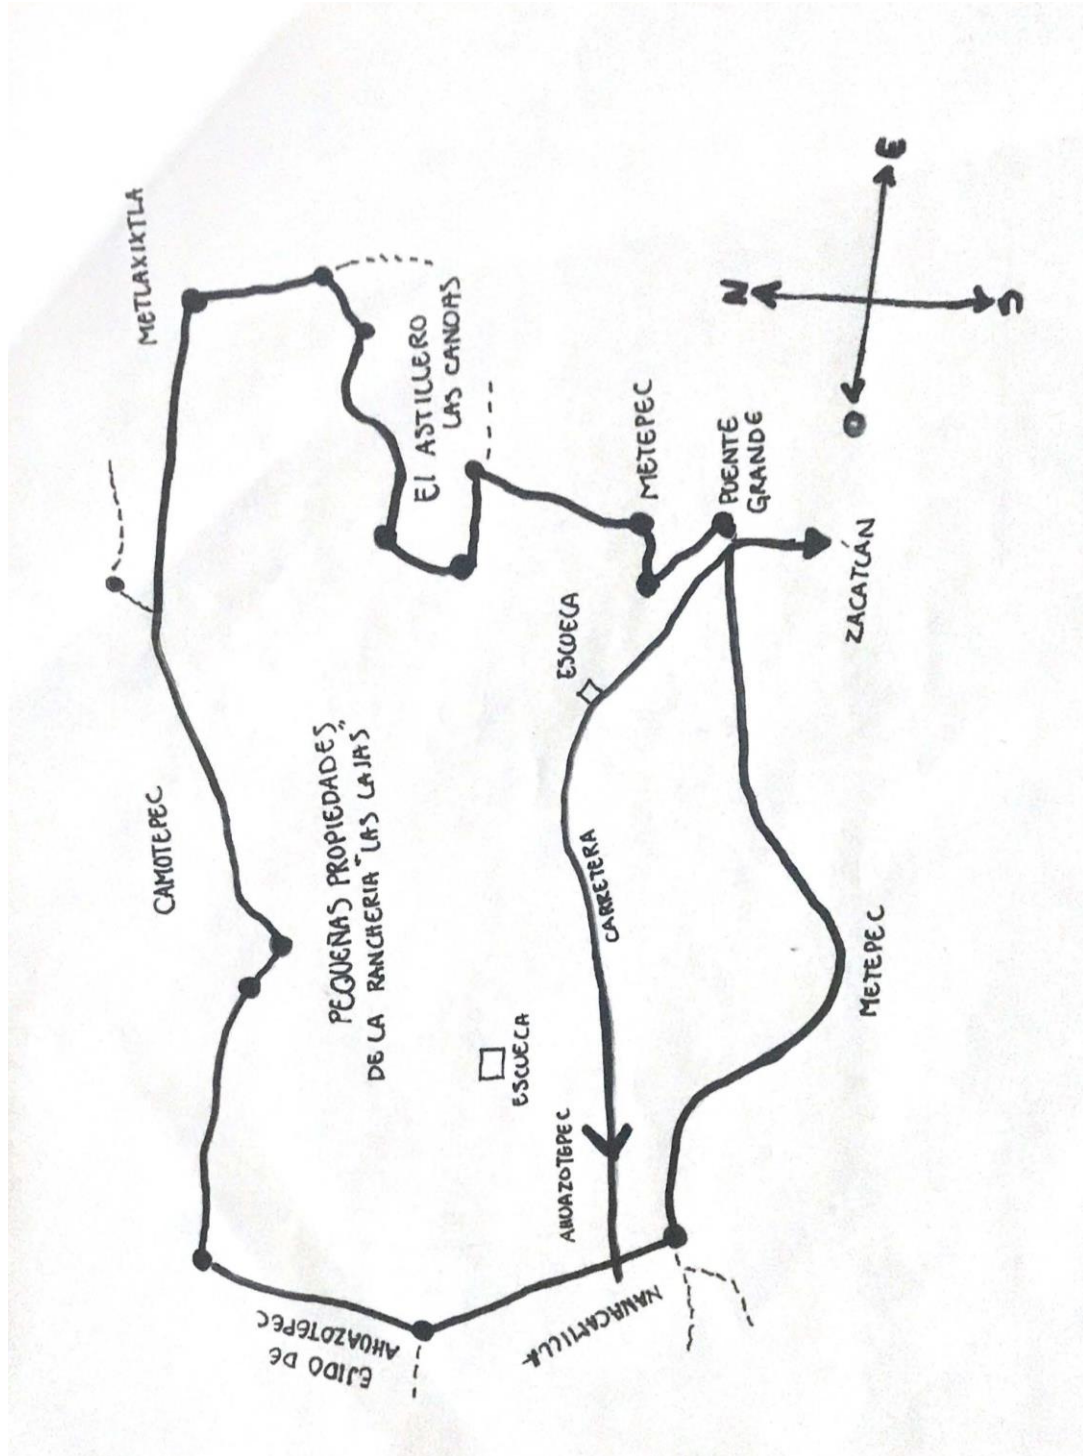 METLAXIXTLA
CAMOTEPEC
EJIDO DE
AHUAZOTEPEC
PEQUEÑAS PROPIEDADES
DE LA RANCHERIA "LAS LAJAS"
El ASTILLERO
LAS CANOAS
ESCUELA
ESCUELA
AHUAZOTEPEC
NANACAMILLA
CARRETERA
METEPEC
PUENTE
GRANDE
ZACATLÁN
METEPEC
N
E
O
S